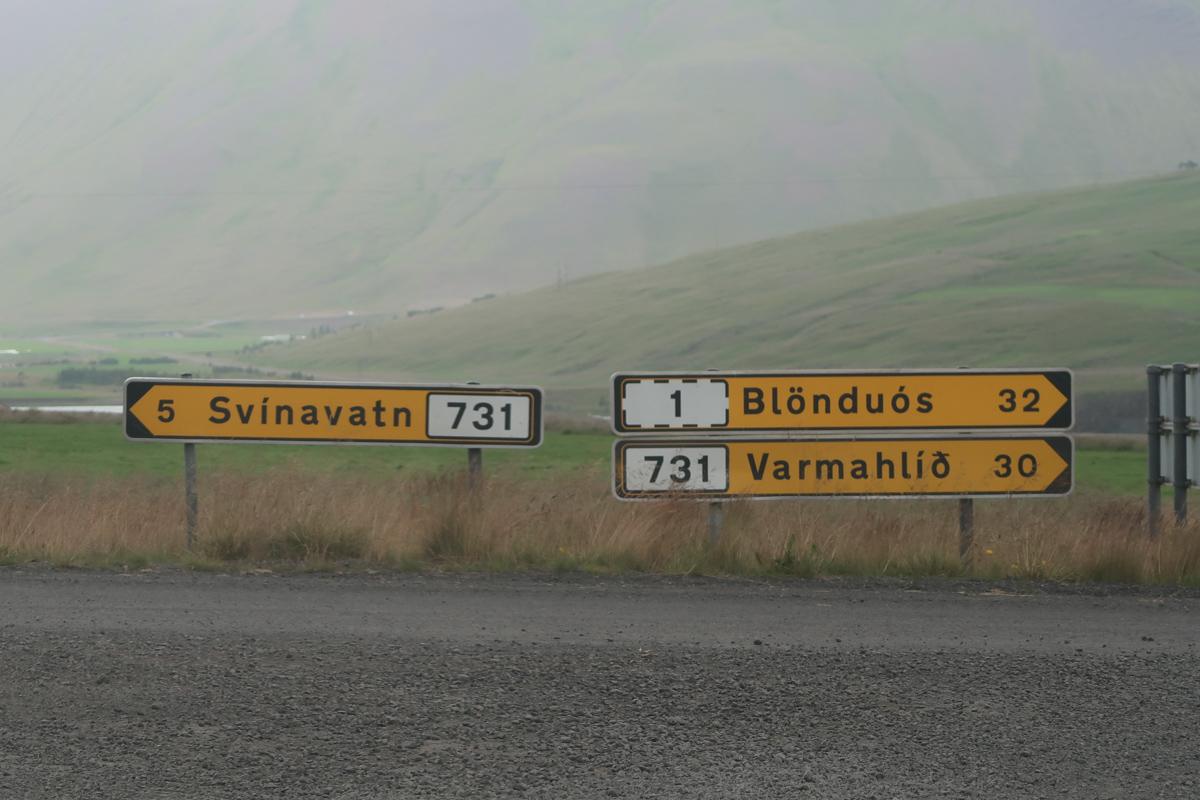 5 Svínavatn 731
1 Blönduós 32
731 Varmahlíð 30